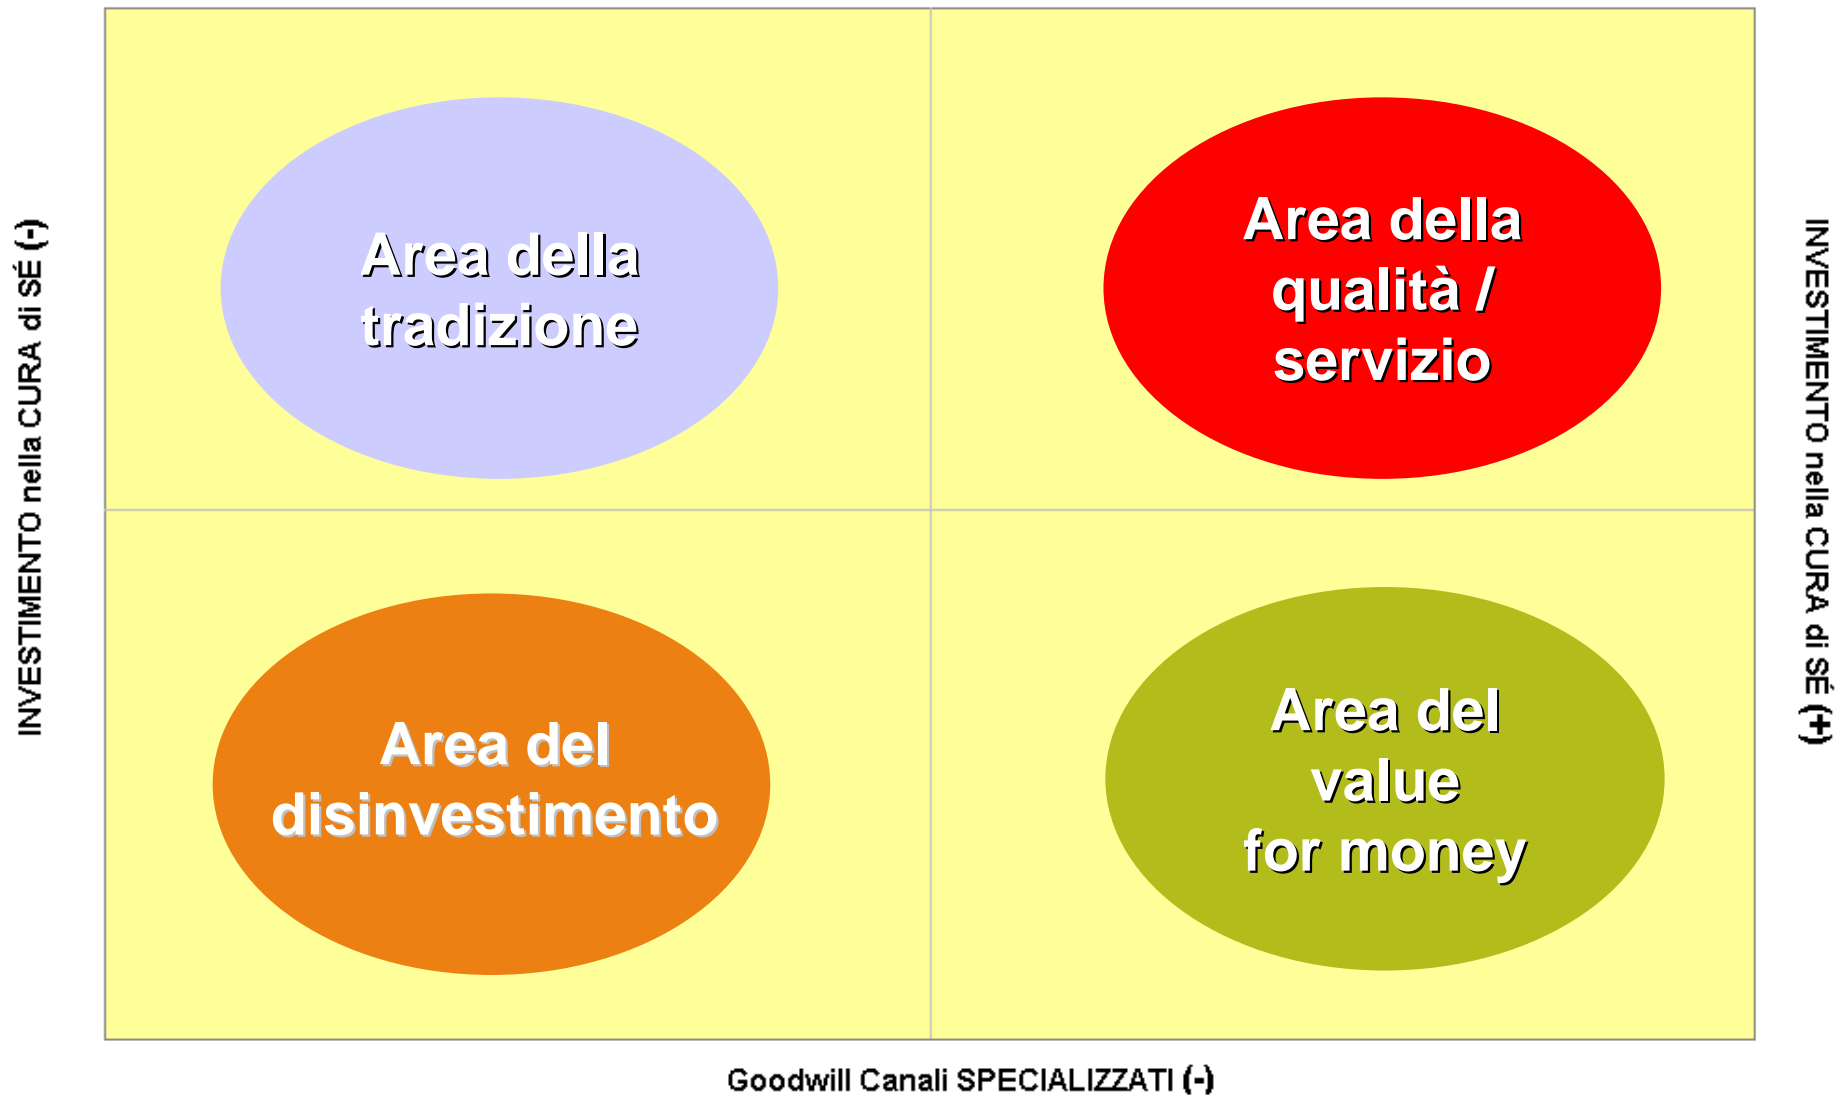 INVESTIMENTO nella CURA di SÉ (-)
Area della
tradizione
Area della
qualità /
servizio
INVESTIMENTO nella CURA di SÉ (+)
Area del
disinvestimento
Area del
value
for money
Goodwill Canali SPECIALIZZATI (-)